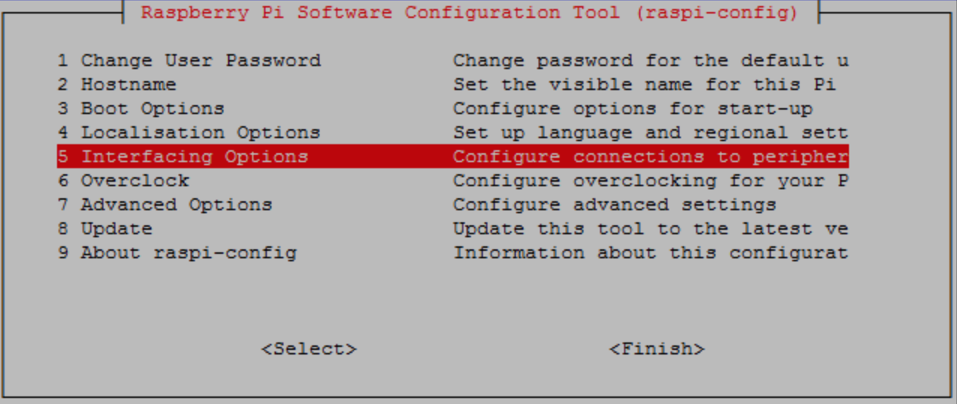 Raspberry Pi Software Configuration Tool (raspi-config)
1 Change User Password Change password for the default u
2 Hostname Set the visible name for this Pi
3 Boot Options Configure options for start-up
4 Localisation Options Set up language and regional sett
5 Interfacing Options Configure connections to peripher
6 Overclock Configure overclocking for your P
7 Advanced Options Configure advanced settings
8 Update Update this tool to the latest ve
9 About raspi-config Information about this configurat
<Select> <Finish>